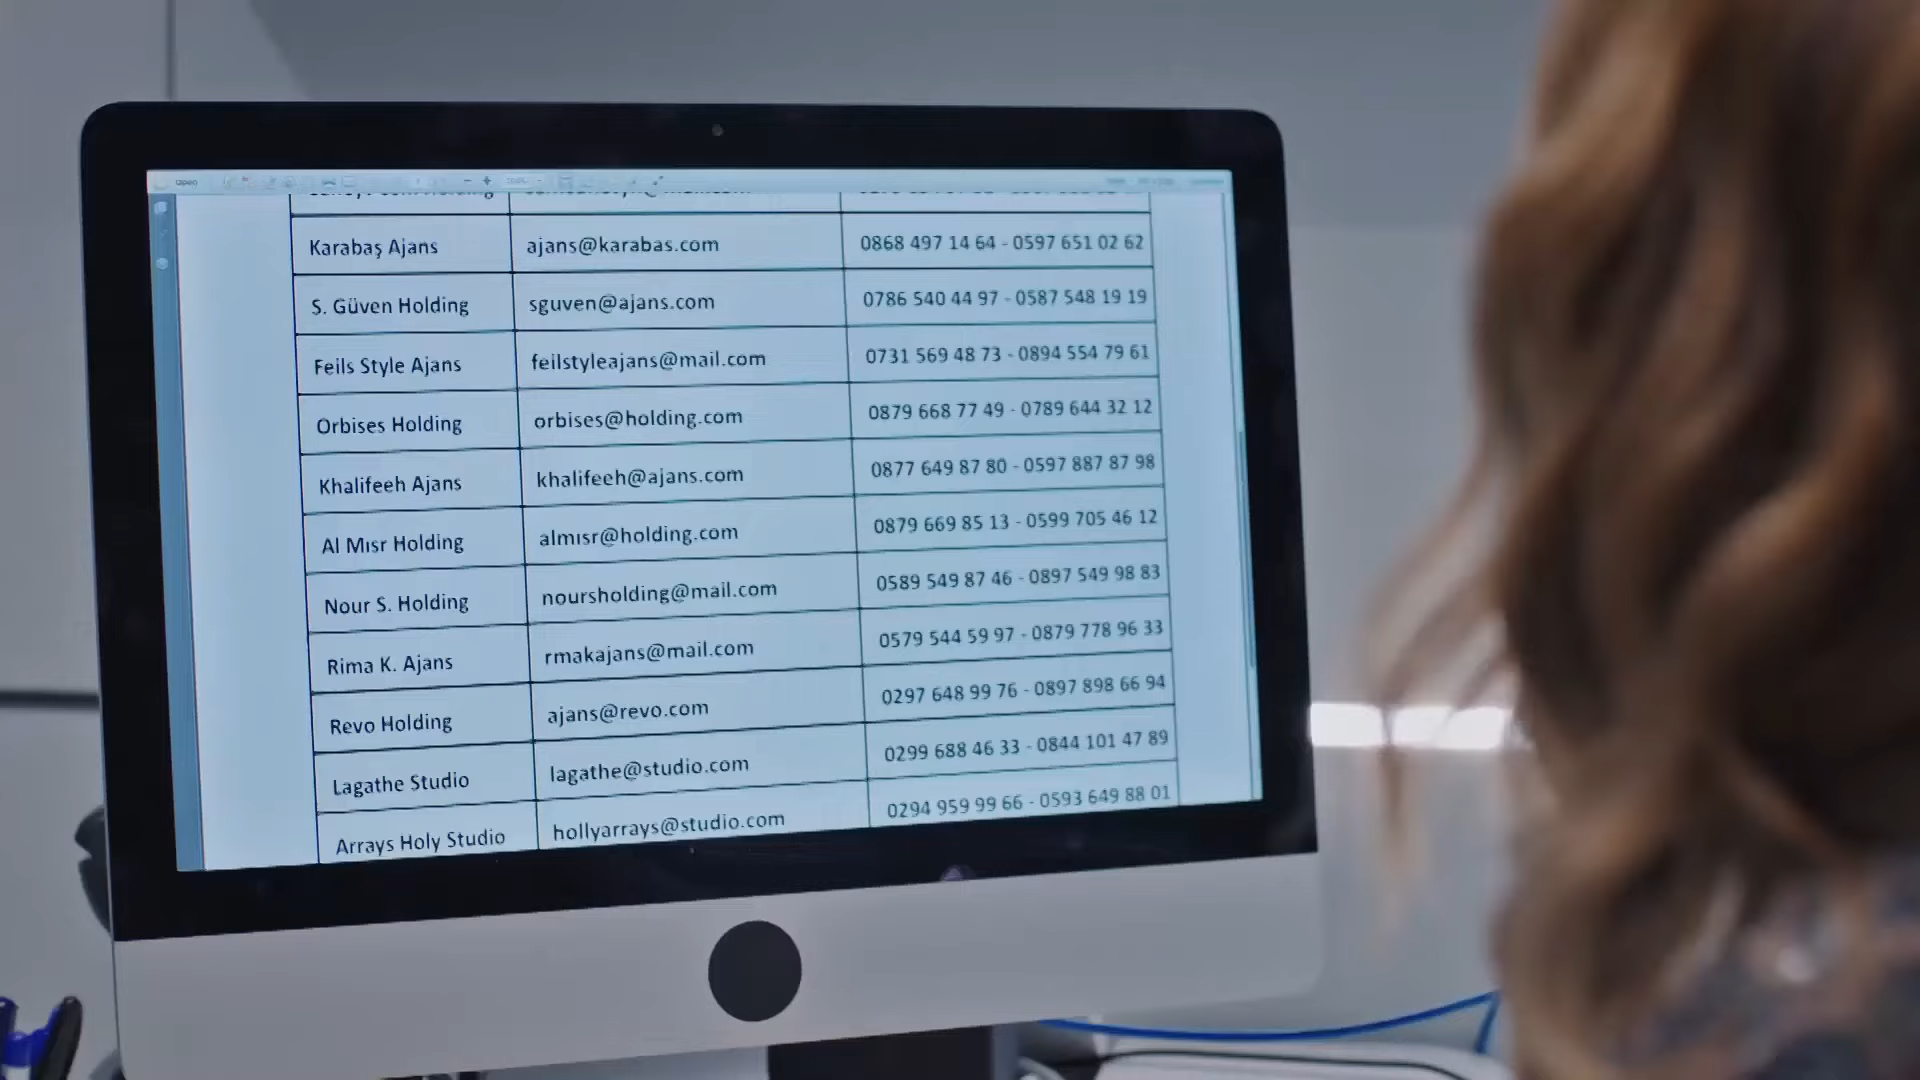 Open
Karabaş Ajans ajans@karabas.com 0868 497 14 64 - 0597 651 02 62
S. Güven Holding sguven@ajans.com 0786 540 44 97 - 0587 548 19 19
Feils Style Ajans feilstyleajans@mail.com 0731 569 48 73 - 0894 554 79 61
Orbises Holding orbises@holding.com 0879 668 77 49 - 0789 644 32 12
Khalifeeh Ajans khalifeeh@ajans.com 0877 649 87 80 - 0597 887 87 98
Al Mısr Holding almısr@holding.com 0879 669 85 13 - 0599 705 46 12
Nour S. Holding noursholding@mail.com 0589 549 87 46 - 0897 549 98 83
Rima K. Ajans rmakajans@mail.com 0579 544 59 97 - 0879 778 96 33
Revo Holding ajans@revo.com 0297 648 99 76 - 0897 898 66 94
Lagathe Studio lagathe@studio.com 0299 688 46 33 - 0844 101 47 89
Arrays Holy Studio hollyarrays@studio.com 0294 959 99 66 - 0593 649 88 01